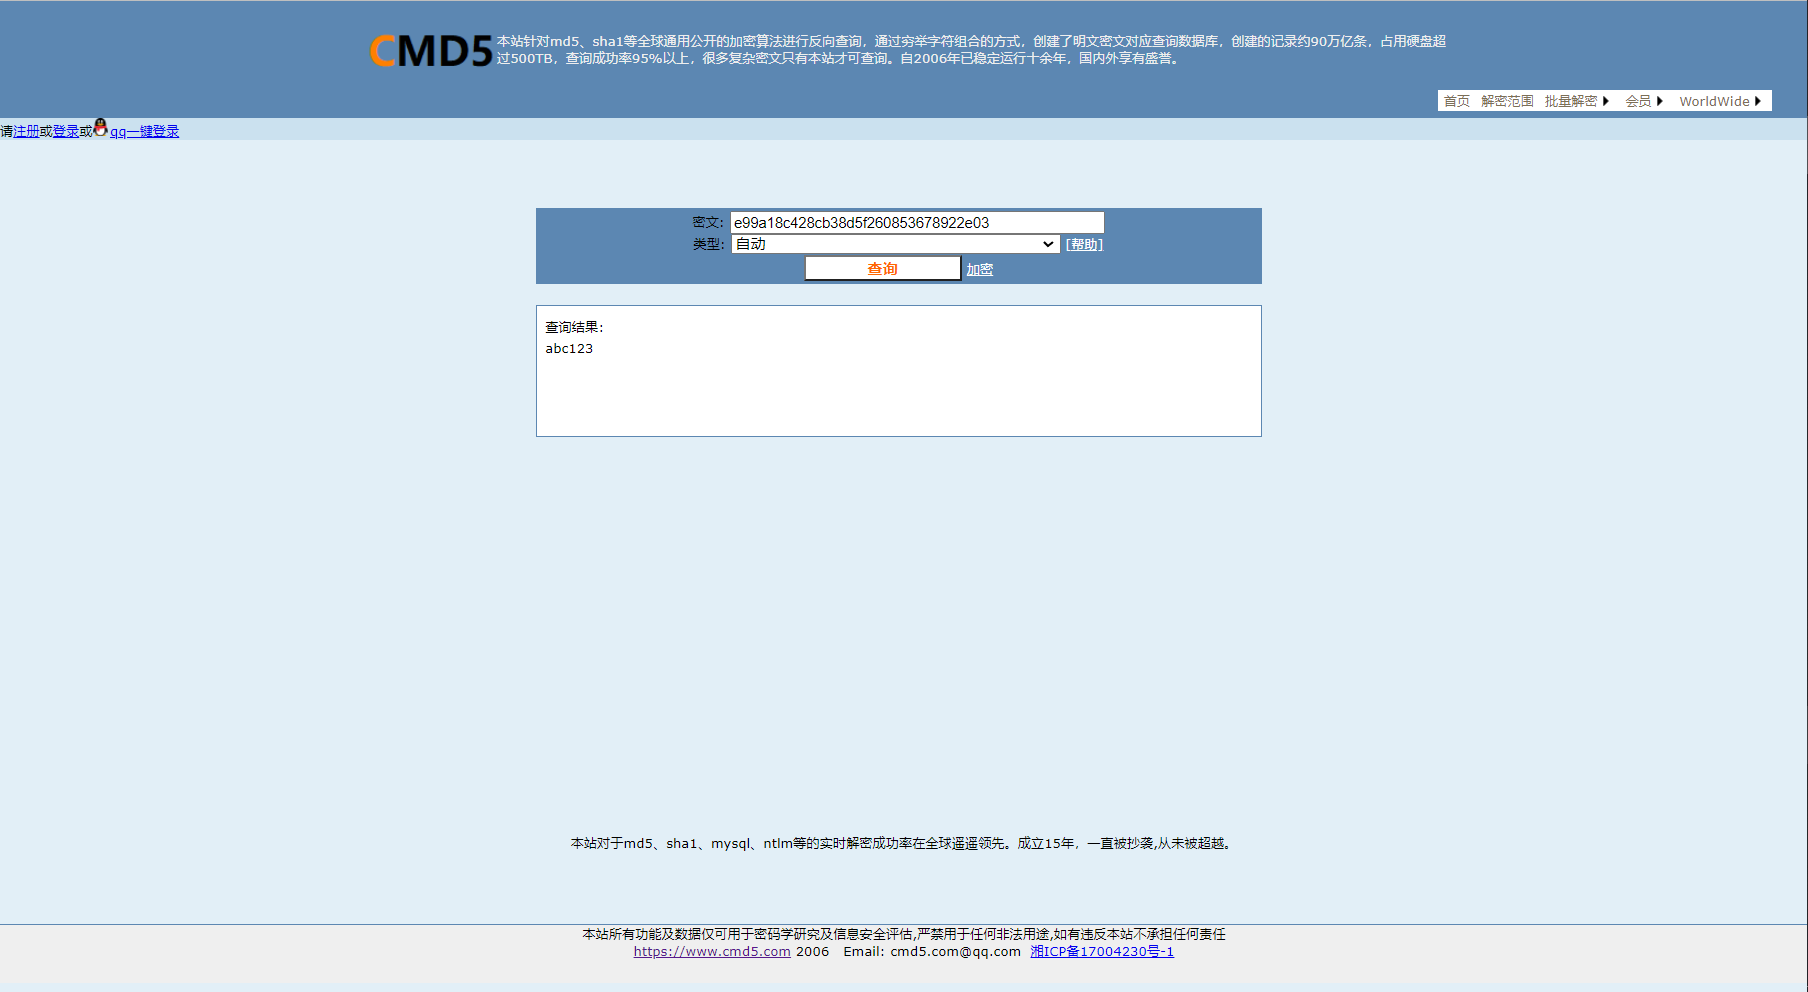 CMD5
本站针对md5、sha1等全球通用公开的加密算法进行反向查询，通过穷举字符组合的方式，创建了明文密文对应查询数据库，创建的记录约90万亿条，占用硬盘超
过500TB，查询成功率95%以上，很多复杂密文只有本站才可查询。自2006年已稳定运行十余年，国内外享有盛誉。
首页 解密范围 批量解密 会员 WorldWide
请注册或登录或qq一键登录
密文: e99a18c428cb38d5f260853678922e03
类型: 自动 [帮助]
查询 加密
查询结果:
abc123
本站对于md5、sha1、mysql、ntlm等的实时解密成功率在全球遥遥领先。成立15年，一直被抄袭,从未被超越。
本站所有功能及数据仅可用于密码学研究及信息安全评估,严禁用于任何非法用途,如有违反本站不承担任何责任
https://www.cmd5.com 2006 Email: cmd5.com@qq.com 湘ICP备17004230号-1